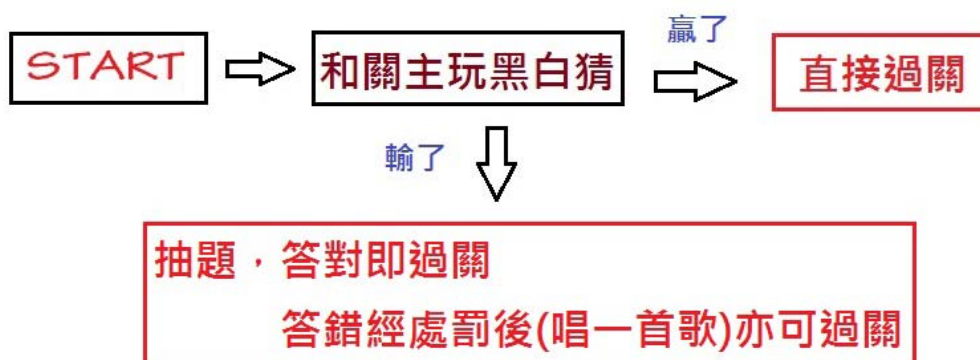 START
和關主玩黑白猜
贏了
直接過關
輸了
抽題，答對即過關
答錯經處罰後(唱一首歌)亦可過關